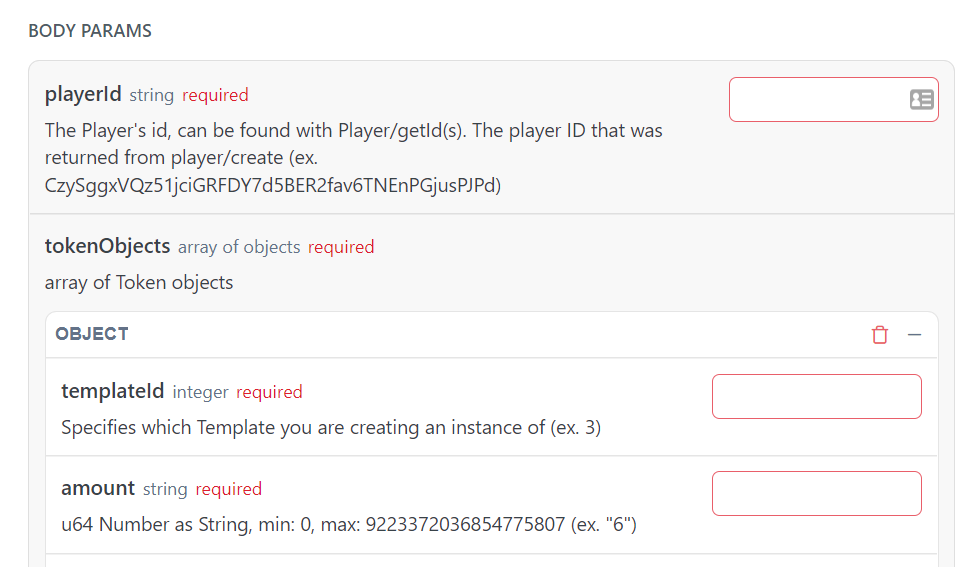 BODY PARAMS
playerId string required
The Player's id, can be found with Player/getId(s). The player ID that was
returned from player/create (ex.
CzySggxVQz51jciGRFDY7d5BER2fav6TNEnPGjusPJPd)
tokenObjects array of objects required
array of Token objects
OBJECT
templateId integer required
Specifies which Template you are creating an instance of (ex. 3)
amount string required
u64 Number as String, min: 0, max: 9223372036854775807 (ex. "6")